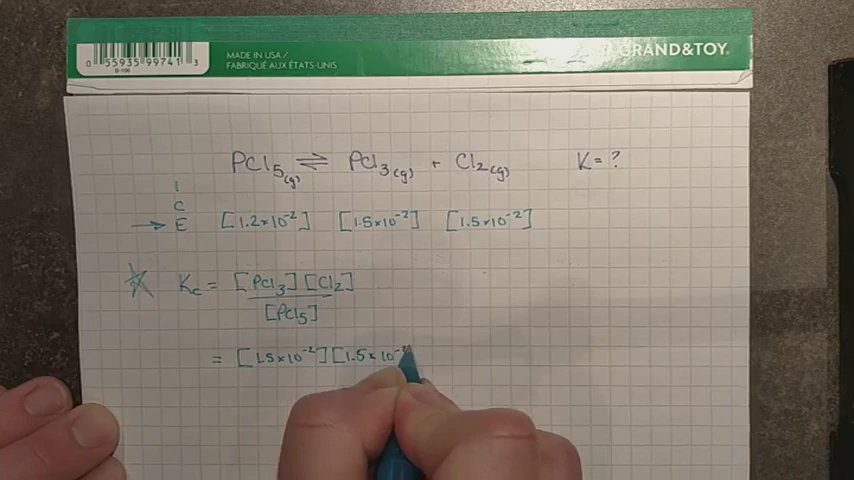 0 55935 99741 3
D-106
MADE IN USA /
FABRIQUÉ AUX ÉTATS-UNIS
GRAND&TOY
PCl₅(g) ⇌ PCl₃(g) + Cl₂(g) K = ?
I
C
→ E [1.2×10⁻²] [1.5×10⁻²] [1.5×10⁻²]
Kc = [PCl₃][Cl₂]
[PCl₅]
= [1.5×10⁻²][1.5×10⁻